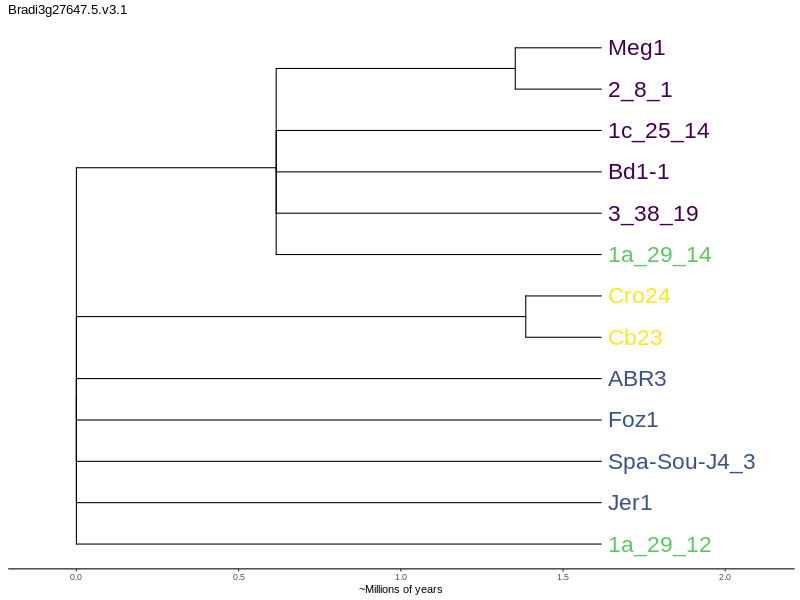 Bradi3g27647.5.v3.1
Meg1
2_8_1
1c_25_14
Bd1-1
3_38_19
1a_29_14
Cro24
Cb23
ABR3
Foz1
Spa-Sou-J4_3
Jer1
1a_29_12
0.0 0.5 1.0 1.5 2.0
~Millions of years